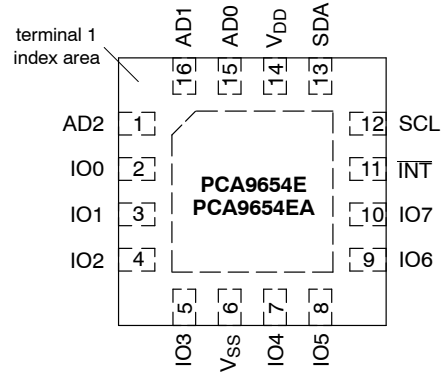 AD1
AD0
VDD
SDA
terminal 1
index area
16
15
14
13
AD2 1
12 SCL
IO0 2
11 INT
IO1 3
10 IO7
IO2 4
9 IO6
PCA9654E
PCA9654EA
5
6
7
8
IO3
VSS
IO4
IO5